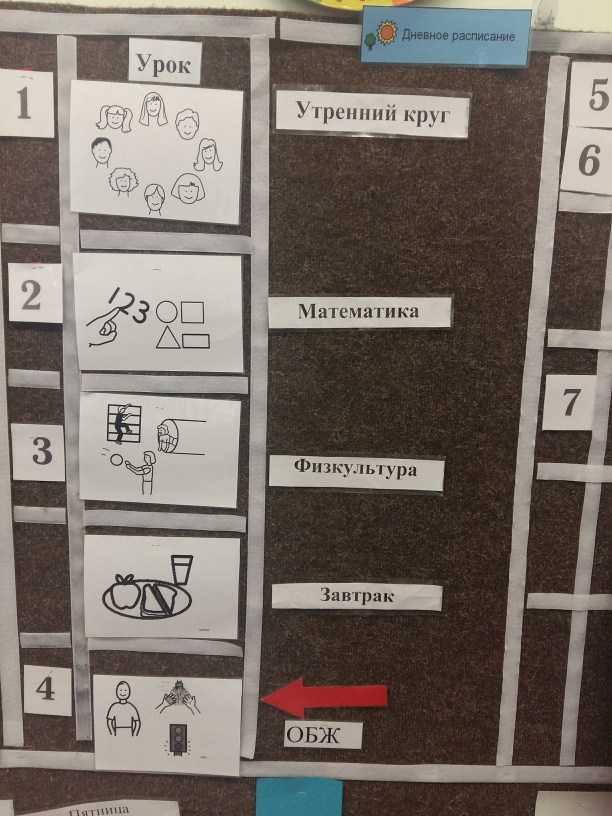 Дневное расписание
Урок
1
Утренний круг
5
6
2
123
Математика
7
3
Физкультура
Завтрак
4
ОБЖ
Пятница